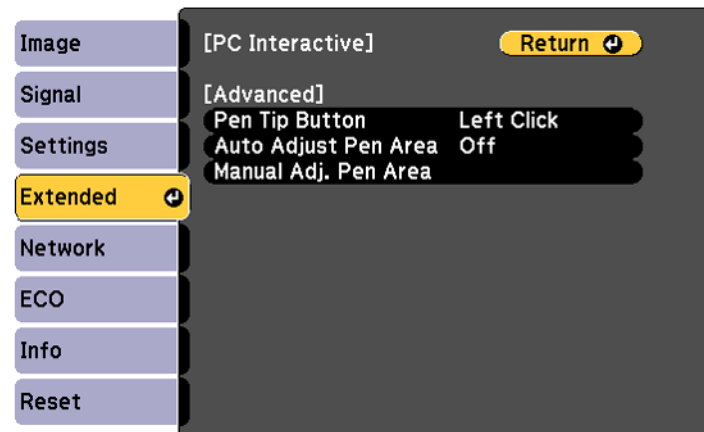 Image
Signal
Settings
Extended
Network
ECO
Info
Reset
[PC Interactive] Return
[Advanced]
Pen Tip Button Left Click
Auto Adjust Pen Area Off
Manual Adj. Pen Area